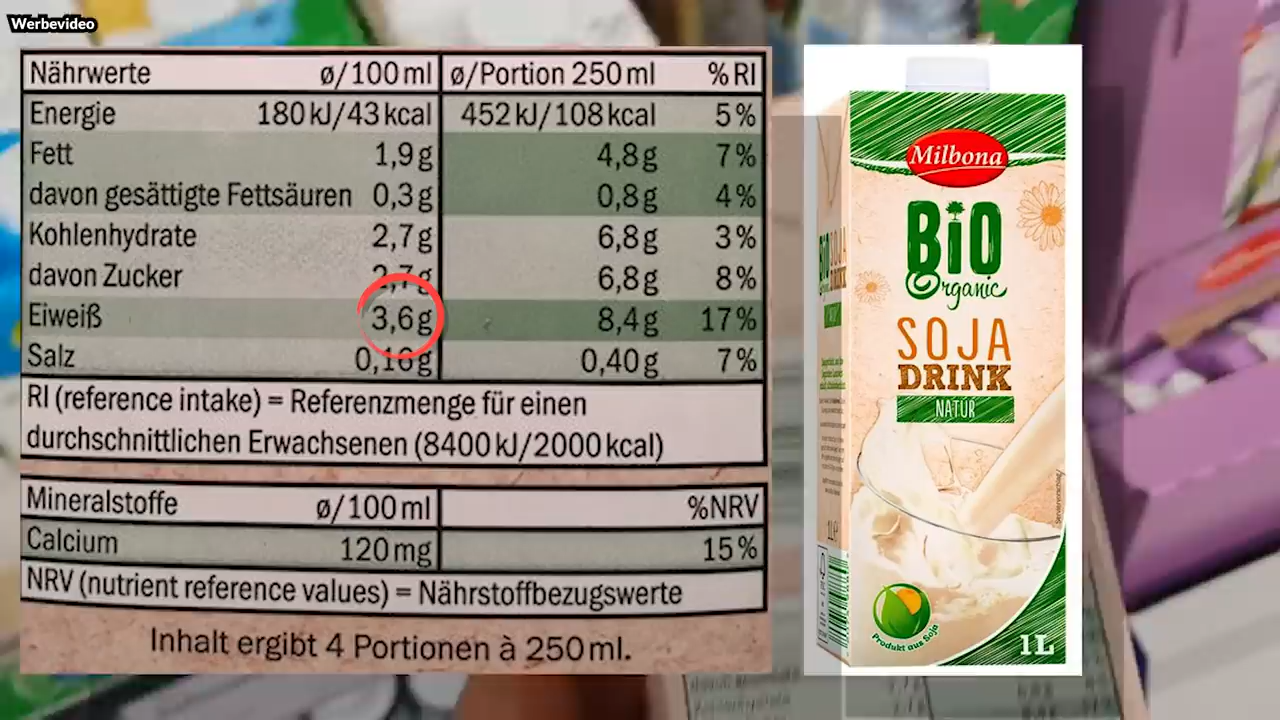 Werbevideo
Nährwerte ø/100 ml ø/Portion 250 ml % RI
Energie 180 kJ/43 kcal 452 kJ/108 kcal 5 %
Fett 1,9 g 4,8 g 7 %
davon gesättigte Fettsäuren 0,3 g 0,8 g 4 %
Kohlenhydrate 2,7 g 6,8 g 3 %
davon Zucker 2,7 g 6,8 g 8 %
Eiweiß 3,6 g 8,4 g 17 %
Salz 0,16 g 0,40 g 7 %
RI (reference intake) = Referenzmenge für einen
durchschnittlichen Erwachsenen (8400 kJ/2000 kcal)
Mineralstoffe ø/100 ml %NRV
Calcium 120 mg 15 %
NRV (nutrient reference values) = Nährstoffbezugswerte
Inhalt ergibt 4 Portionen à 250 ml.
Milbona
BIO
Organic
SOJA
DRINK
NATUR
Produkt aus Soja
1L